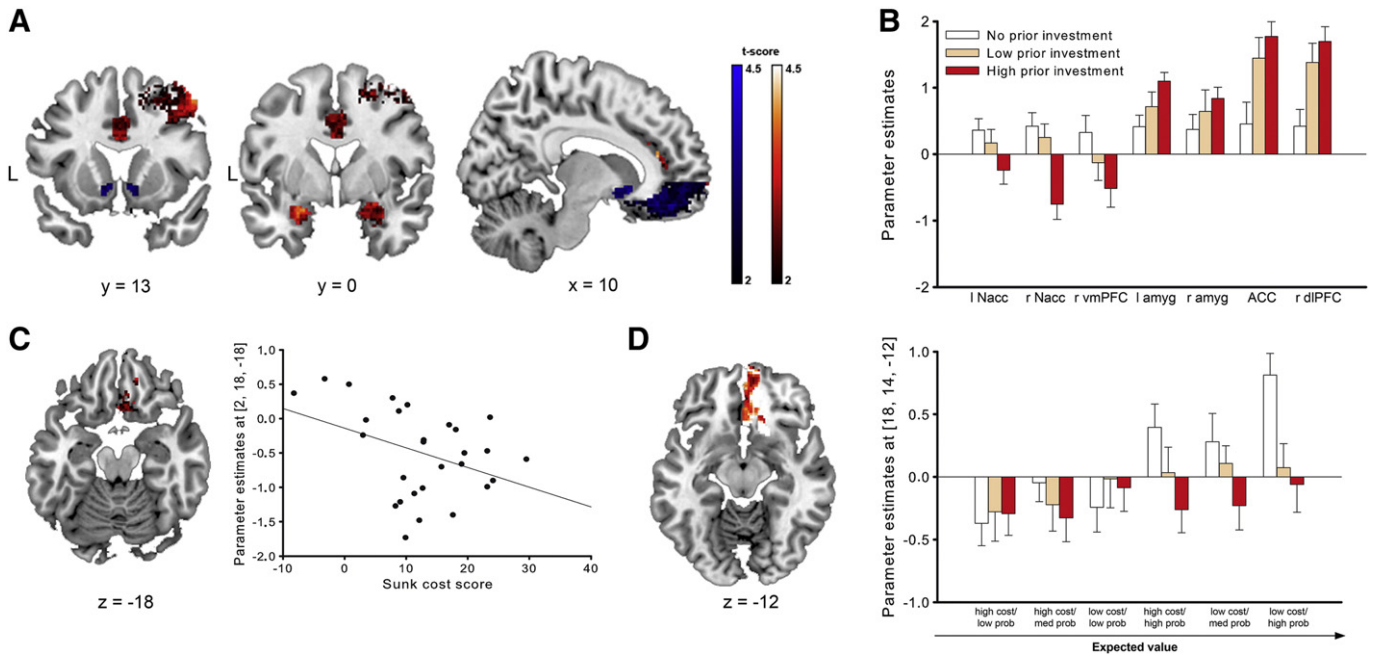 A
t-score
4.5
4.5
L
L
2
2
y = 13
y = 0
x = 10
B
No prior investment
Low prior investment
High prior investment
Parameter estimates
2
1
0
-1
-2
l Nacc
r Nacc
r vmPFC
l amyg
r amyg
ACC
r dlPFC
C
z = -18
Parameter estimates at [2, 18, -18]
1.0
0.5
0.0
-0.5
-1.0
-1.5
-2.0
-10
0
10
20
30
40
Sunk cost score
D
z = -12
Parameter estimates at [18, 14, -12]
1.0
0.5
0.0
-0.5
-1.0
high cost/
low prob
high cost/
med prob
low cost/
low prob
high cost/
high prob
low cost/
med prob
low cost/
high prob
Expected value